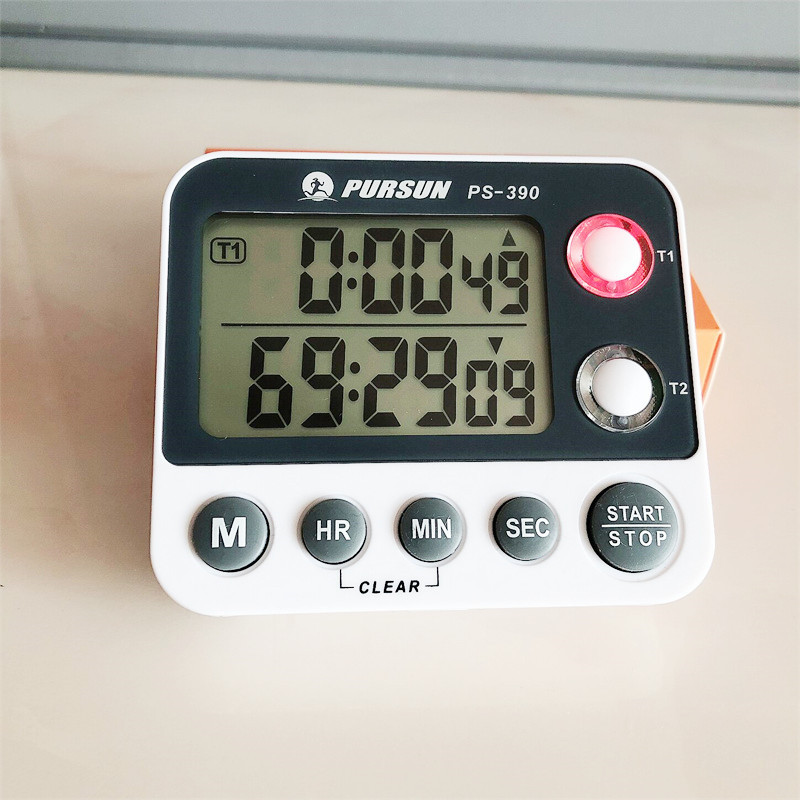 PURSUN PS-390
T1 0:00 49
T1
69:29 09
T2
M HR MIN SEC START
STOP
CLEAR